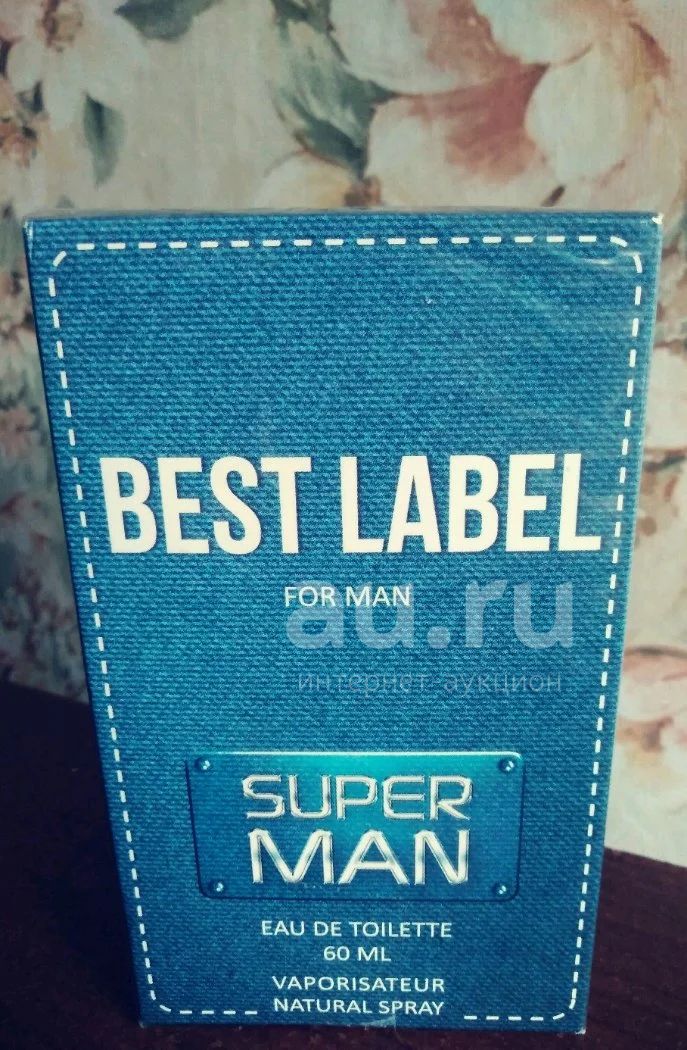 BEST LABEL
FOR MAN
au.ru
интернет аукцион
SUPER
MAN
EAU DE TOILETTE
60 ML
VAPORISATEUR
NATURAL SPRAY